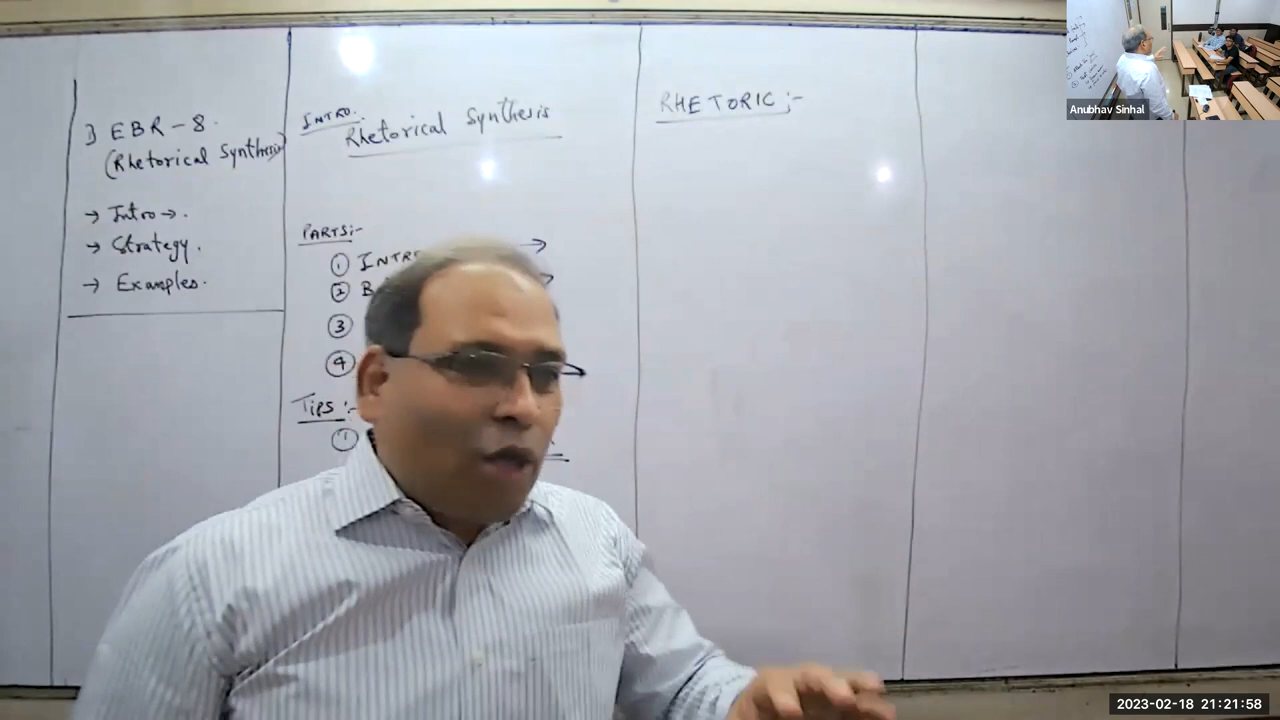 1) EBR-8.
(Rhetorical Synthesis)
→ Intro →.
→ Strategy.
→ Examples.
INTRO:
Rhetorical Synthesis
PARTS:-
①
②
③
④
Tips :-
①
RHETORIC :-
Anubhav Sinhal
2023-02-18 21:21:58